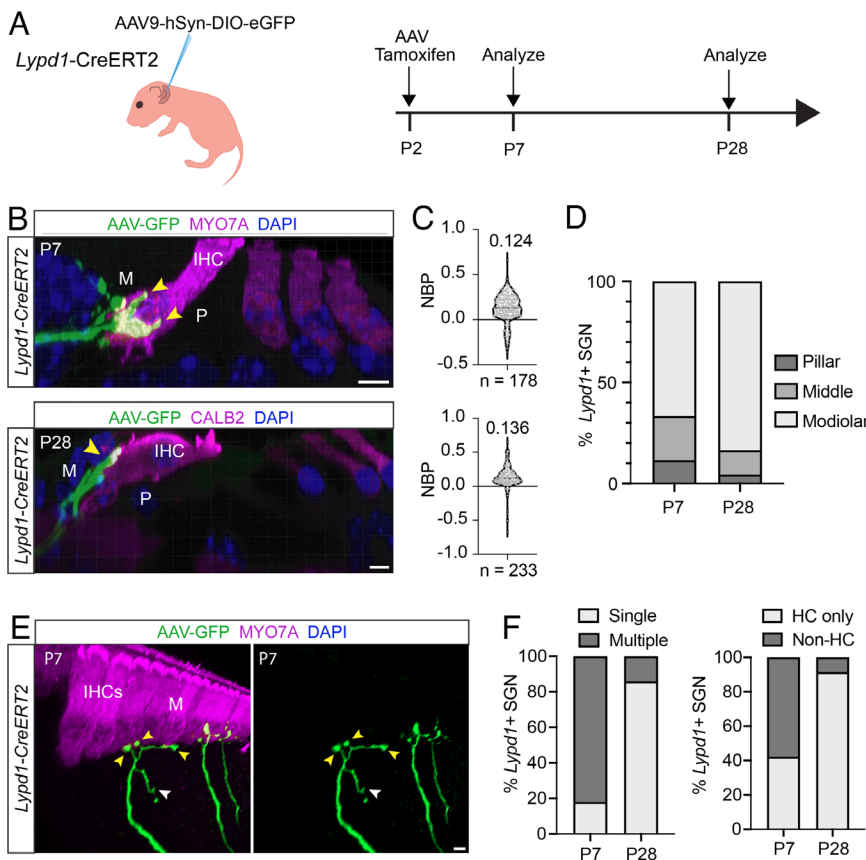 A
AAV9-hSyn-DIO-eGFP
Lypd1-CreERT2
AAV
Tamoxifen
Analyze
Analyze
P2
P7
P28
B
AAV-GFP MYO7A DAPI
Lypd1-CreERT2
P7
M
IHC
P
AAV-GFP CALB2 DAPI
Lypd1-CreERT2
P28
M
IHC
P
C
NBP
1.0
0.5
0.0
-0.5
0.124
n = 178
NBP
1.0
0.5
0.0
-0.5
-1.0
0.136
n = 233
D
% Lypd1+ SGN
100
50
0
P7
P28
Pillar
Middle
Modiolar
E
AAV-GFP MYO7A DAPI
Lypd1-CreERT2
P7
IHCs
M
P7
F
Single
Multiple
% Lypd1+ SGN
100
80
60
40
20
0
P7
P28
HC only
Non-HC
% Lypd1+ SGN
100
80
60
40
20
0
P7
P28